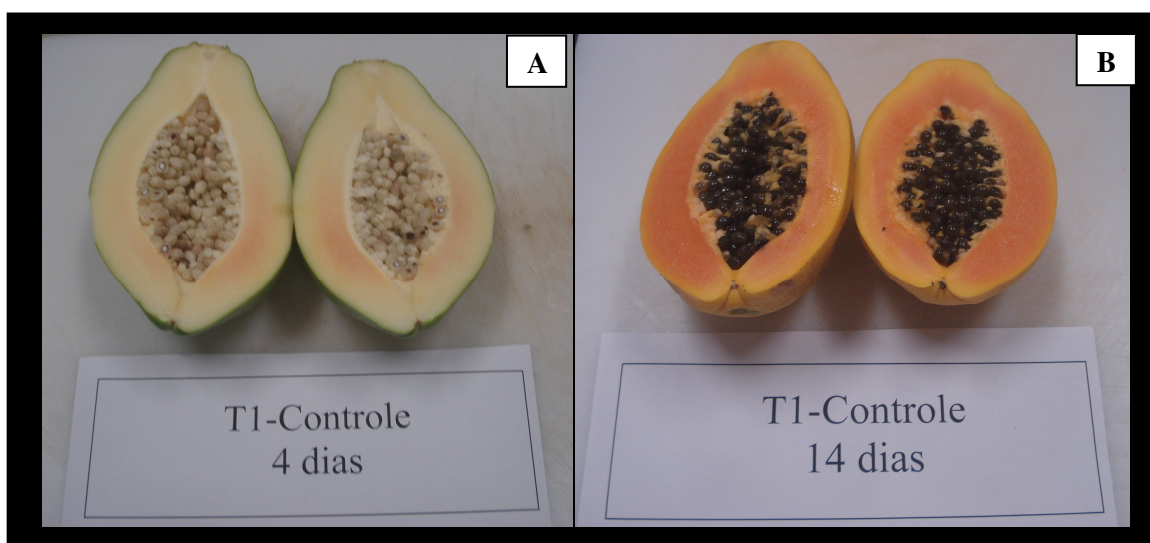 A
T1-Controle
4 dias
B
T1-Controle
14 dias